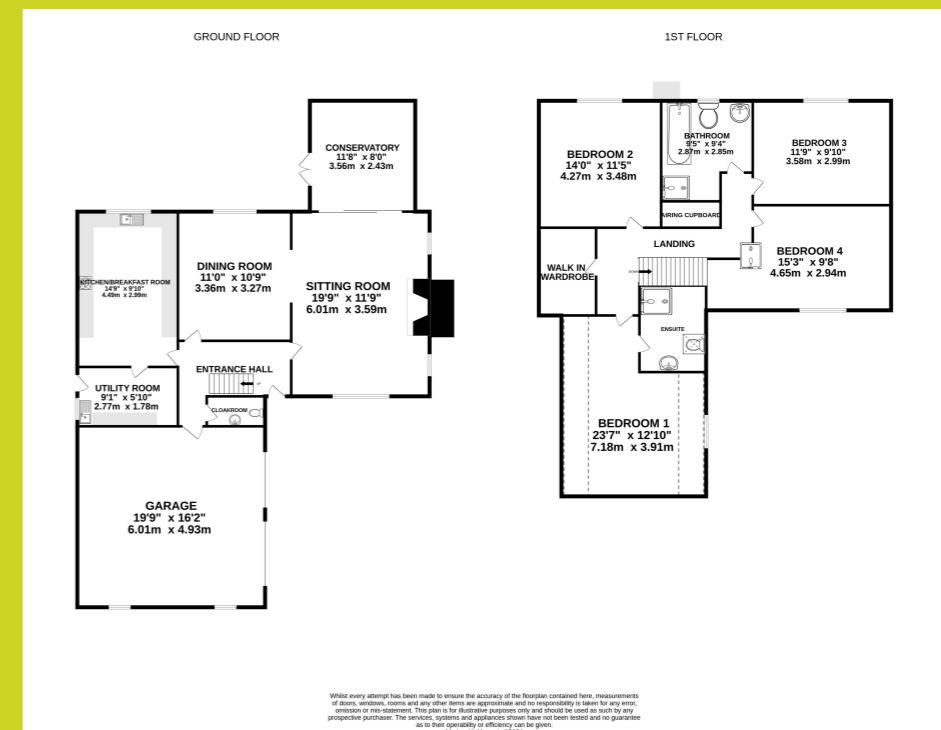 GROUND FLOOR
1ST FLOOR
CONSERVATORY
11'8" x 8'0"
3.56m x 2.43m
KITCHEN/BREAKFAST ROOM
14'9" x 9'10"
4.49m x 2.99m
DINING ROOM
11'0" x 10'9"
3.36m x 3.27m
SITTING ROOM
19'9" x 11'9"
6.01m x 3.59m
ENTRANCE HALL
UP
UTILITY ROOM
9'1" x 5'10"
2.77m x 1.78m
CLOAKROOM
GARAGE
19'9" x 16'2"
6.01m x 4.93m
BEDROOM 2
14'0" x 11'5"
4.27m x 3.48m
BATHROOM
9'5" x 9'4"
2.87m x 2.85m
BEDROOM 3
11'9" x 9'10"
3.58m x 2.99m
AIRING CUPBOARD
LANDING
DOWN
WALK IN
WARDROBE
BEDROOM 4
15'3" x 9'8"
4.65m x 2.94m
ENSUITE
BEDROOM 1
23'7" x 12'10"
7.18m x 3.91m
Whilst every attempt has been made to ensure the accuracy of the floorplan contained here, measurements
of doors, windows, rooms and any other items are approximate and no responsibility is taken for any error,
omission or mis-statement. This plan is for illustrative purposes only and should be used as such by any
prospective purchaser. The services, systems and appliances shown have not been tested and no guarantee
as to their operability or efficiency can be given.